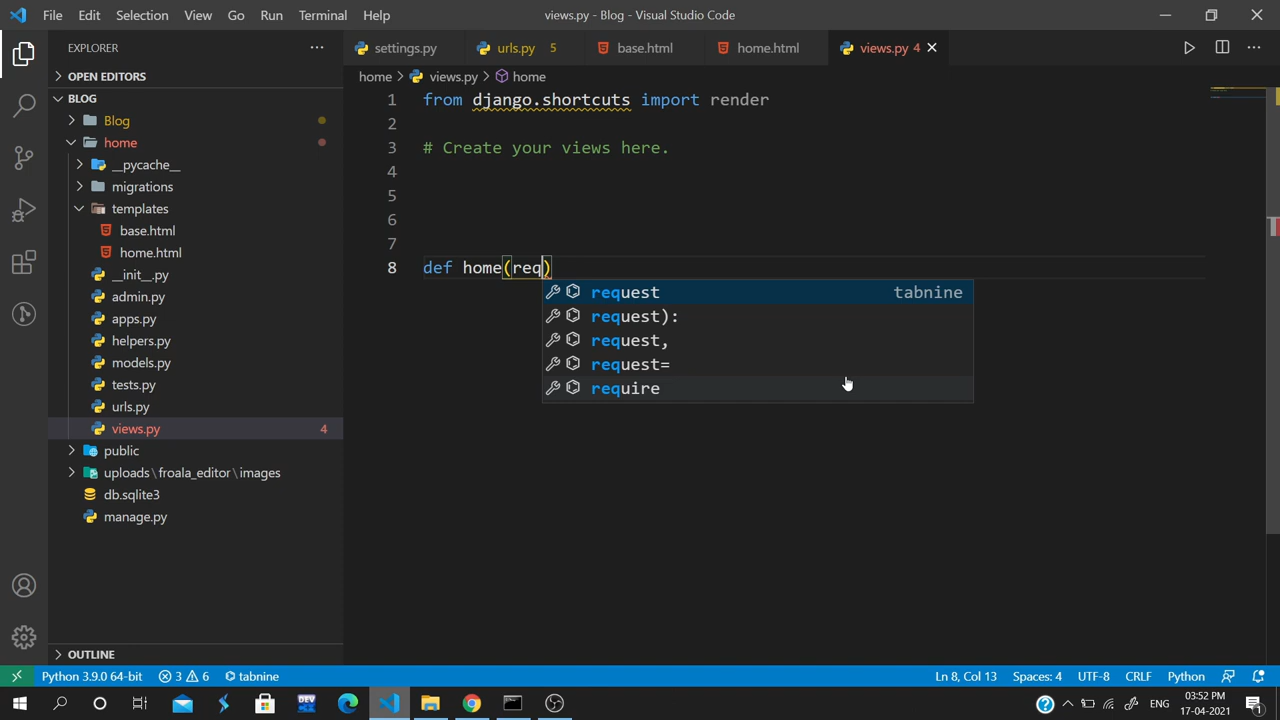 File Edit Selection View Go Run Terminal Help views.py - Blog - Visual Studio Code
EXPLORER
settings.py
urls.py 5
base.html
home.html
views.py 4
OPEN EDITORS
home > views.py > home
BLOG
Blog
home
__pycache__
migrations
templates
base.html
home.html
__init__.py
admin.py
apps.py
helpers.py
models.py
tests.py
urls.py
views.py 4
public
uploads\froala_editor\images
db.sqlite3
manage.py
OUTLINE
1 from django.shortcuts import render
2
3 # Create your views here.
4
5
6
7
8 def home(req)
request tabnine
request):
request,
request=
require
Python 3.9.0 64-bit 3 6 tabnine Ln 8, Col 13 Spaces: 4 UTF-8 CRLF Python
DEV
ENG
03:52 PM
17-04-2021
1